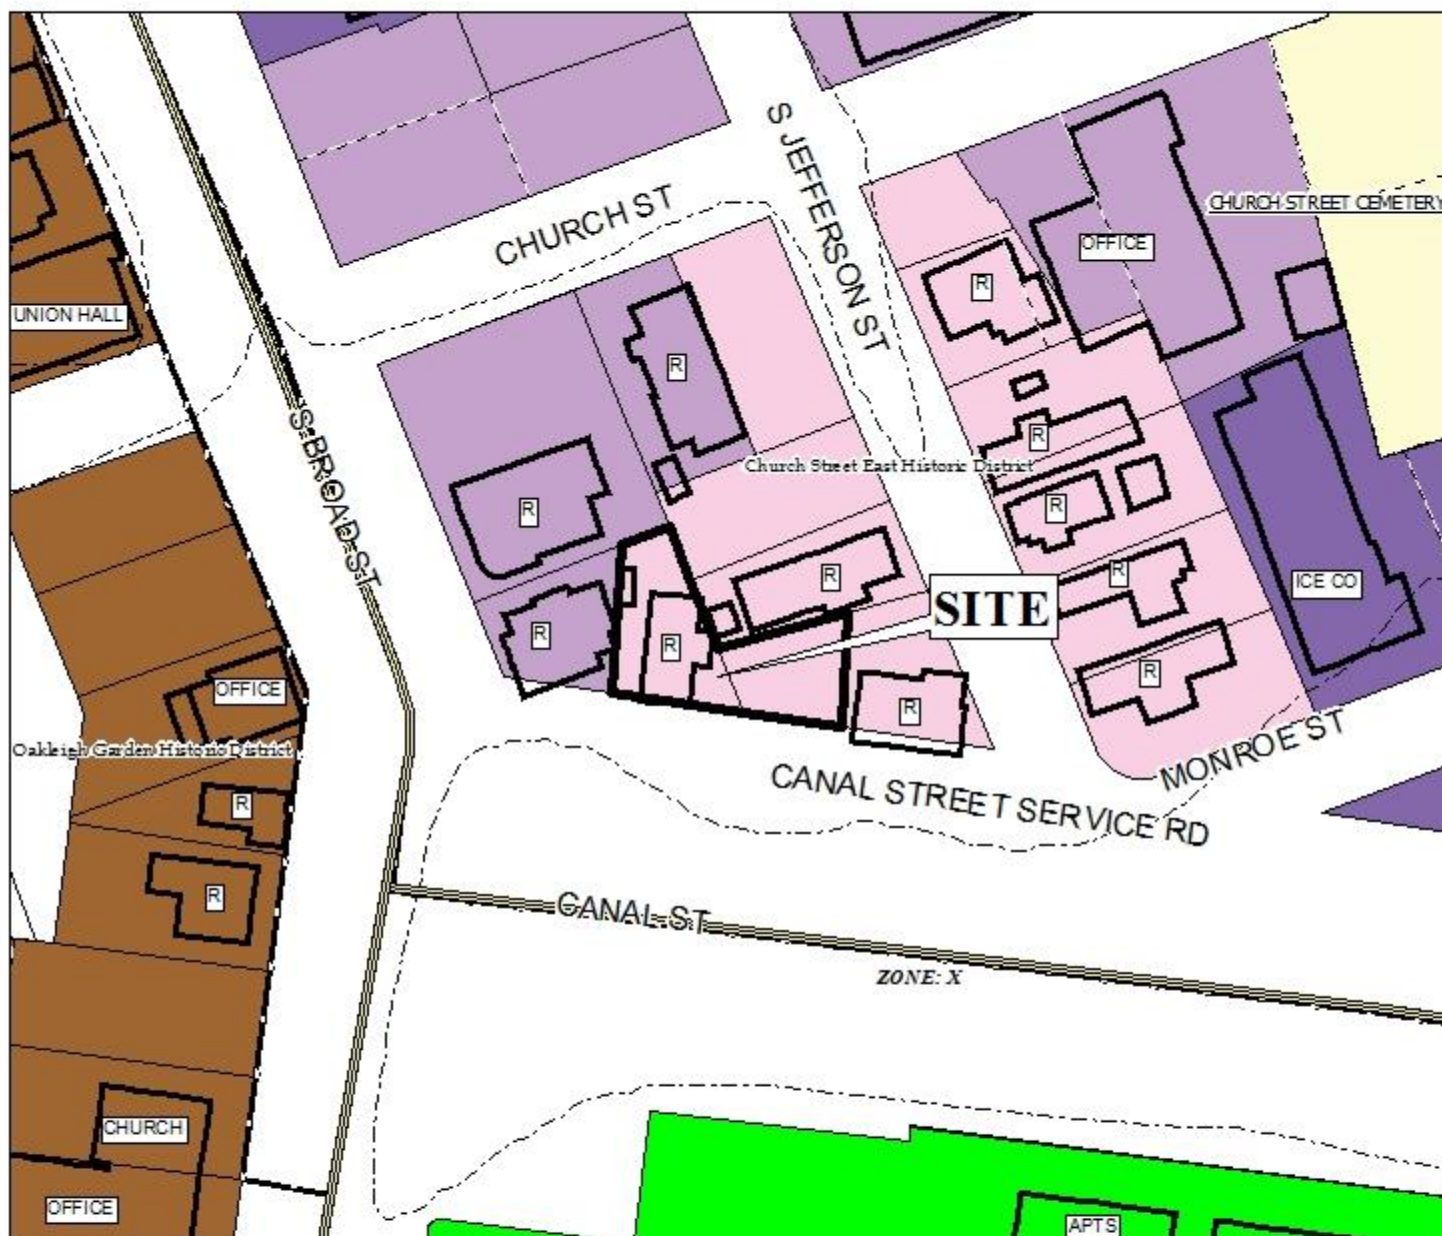 S JEFFERSON ST
CHURCH STREET CEMETERY
CHURCH ST
OFFICE
R
UNION HALL
R
S BROAD ST
R
Church Street East Historic District
R
R
R
R
ICE CO
SITE
R
R
R
OFFICE
R
Oakleigh Garden Historic District
MONROE ST
CANAL STREET SERVICE RD
R
R
CANAL ST
ZONE: X
CHURCH
OFFICE
APTS